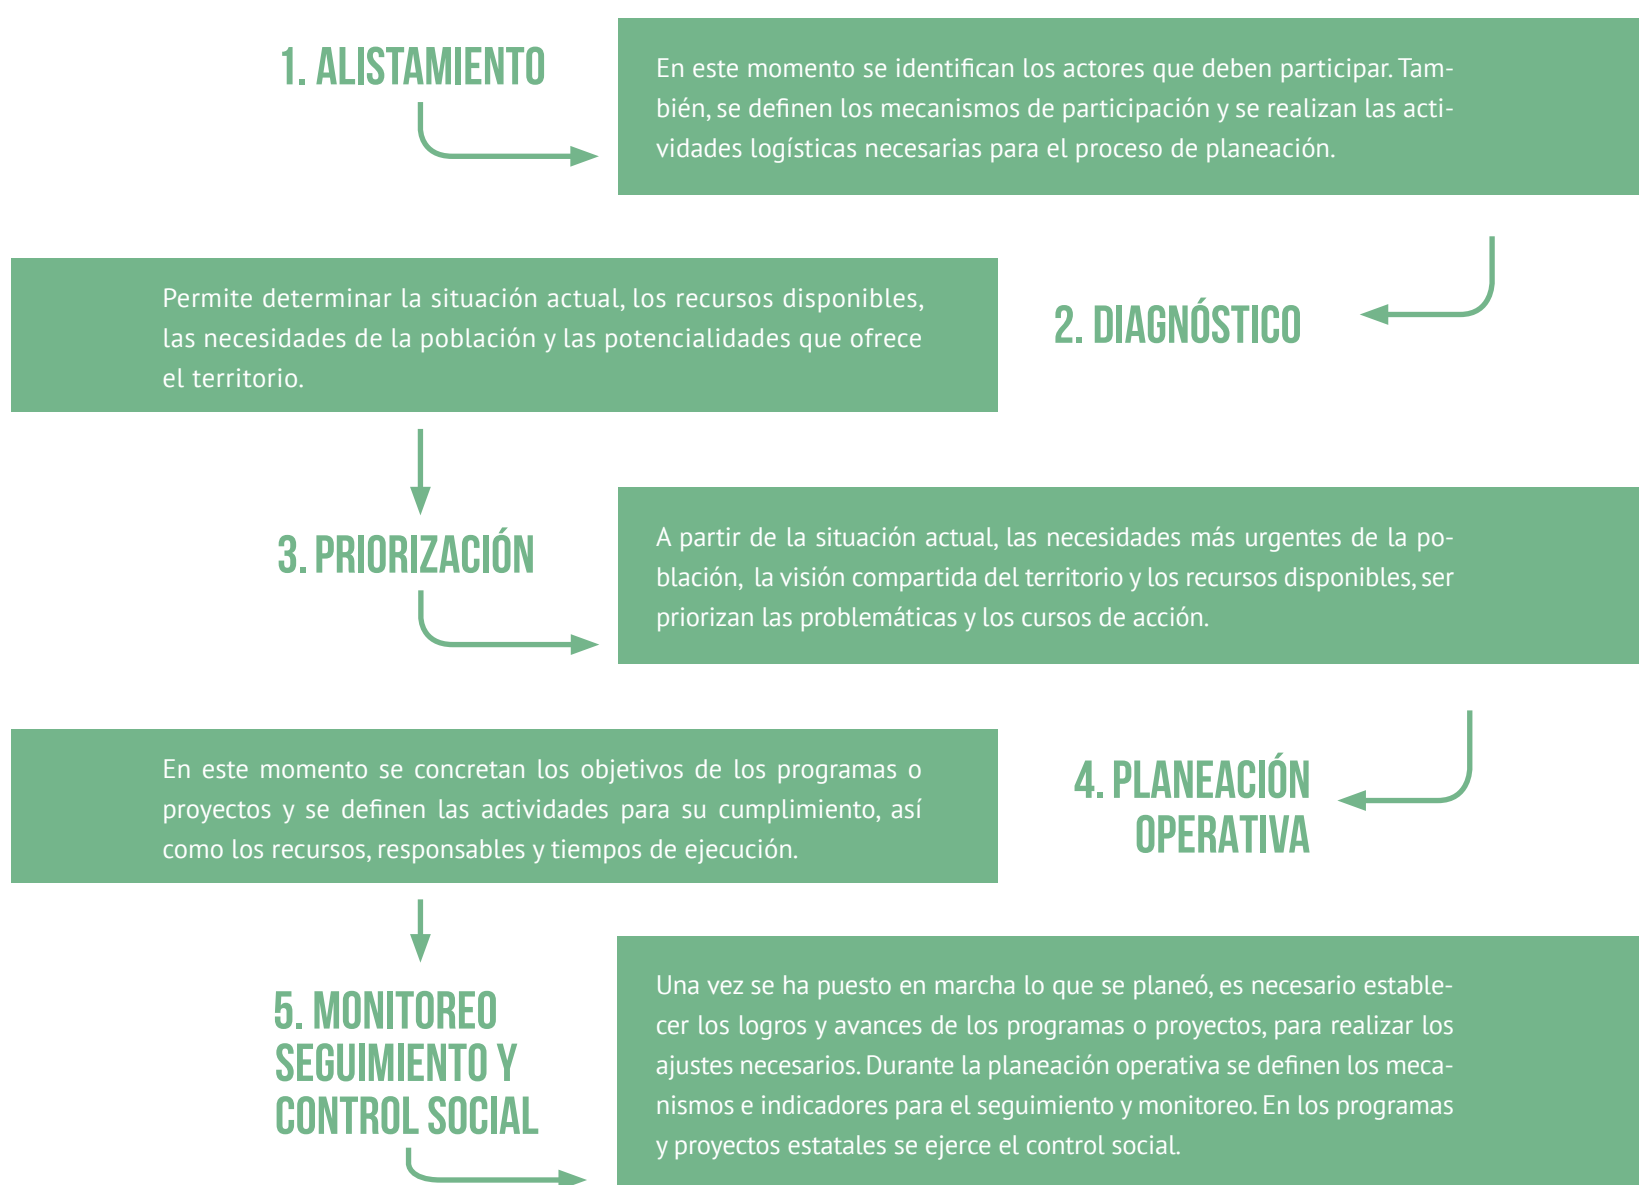 1. ALISTAMIENTO
En este momento se identifican los actores que deben participar. Tam-
bién, se definen los mecanismos de participación y se realizan las acti-
vidades logísticas necesarias para el proceso de planeación.
2. DIAGNÓSTICO
Permite determinar la situación actual, los recursos disponibles,
las necesidades de la población y las potencialidades que ofrece
el territorio.
3. PRIORIZACIÓN
A partir de la situación actual, las necesidades más urgentes de la po-
blación, la visión compartida del territorio y los recursos disponibles, ser
priorizan las problemáticas y los cursos de acción.
4. PLANEACIÓN
OPERATIVA
En este momento se concretan los objetivos de los programas o
proyectos y se definen las actividades para su cumplimiento, así
como los recursos, responsables y tiempos de ejecución.
5. MONITOREO
SEGUIMIENTO Y
CONTROL SOCIAL
Una vez se ha puesto en marcha lo que se planeó, es necesario estable-
cer los logros y avances de los programas o proyectos, para realizar los
ajustes necesarios. Durante la planeación operativa se definen los meca-
nismos e indicadores para el seguimiento y monitoreo. En los programas
y proyectos estatales se ejerce el control social.